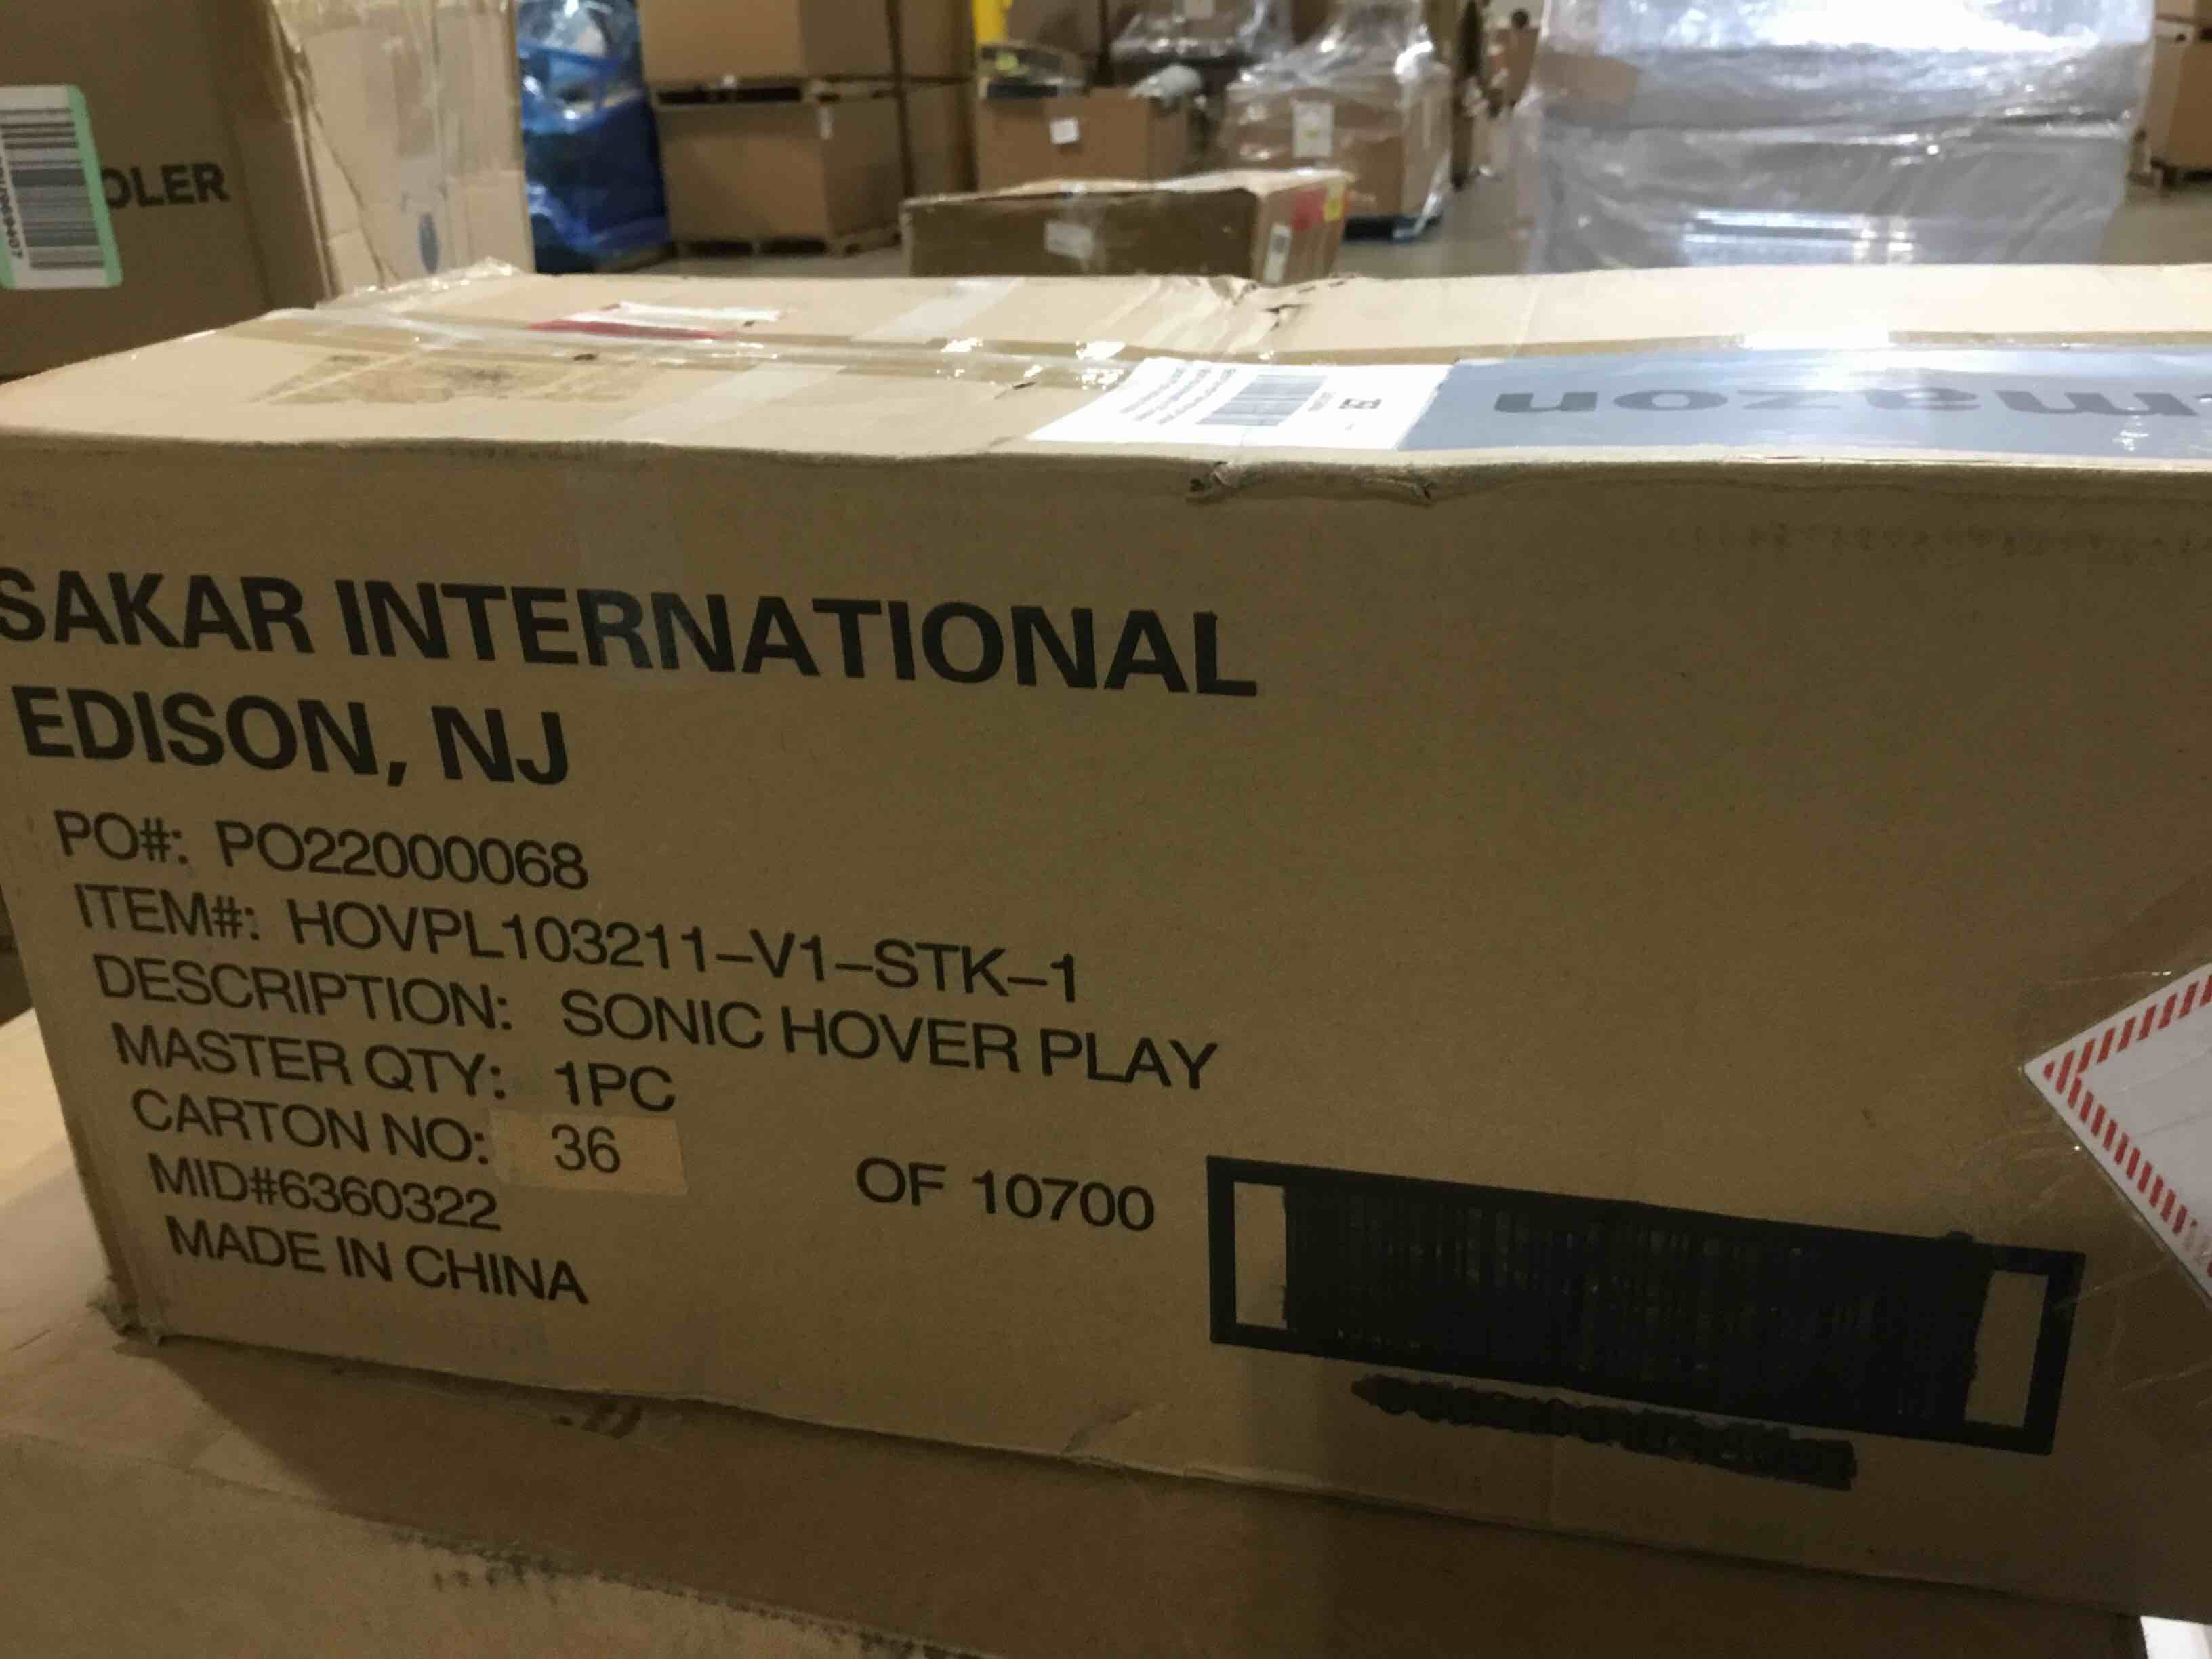 OLER
mazon
SAKAR INTERNATIONAL
EDISON, NJ
PO#: PO22000068
ITEM#: HOVPL103211-V1-STK-1
DESCRIPTION: SONIC HOVER PLAY
MASTER QTY: 1PC
CARTON NO: 36 OF 10700
MID#6360322
MADE IN CHINA